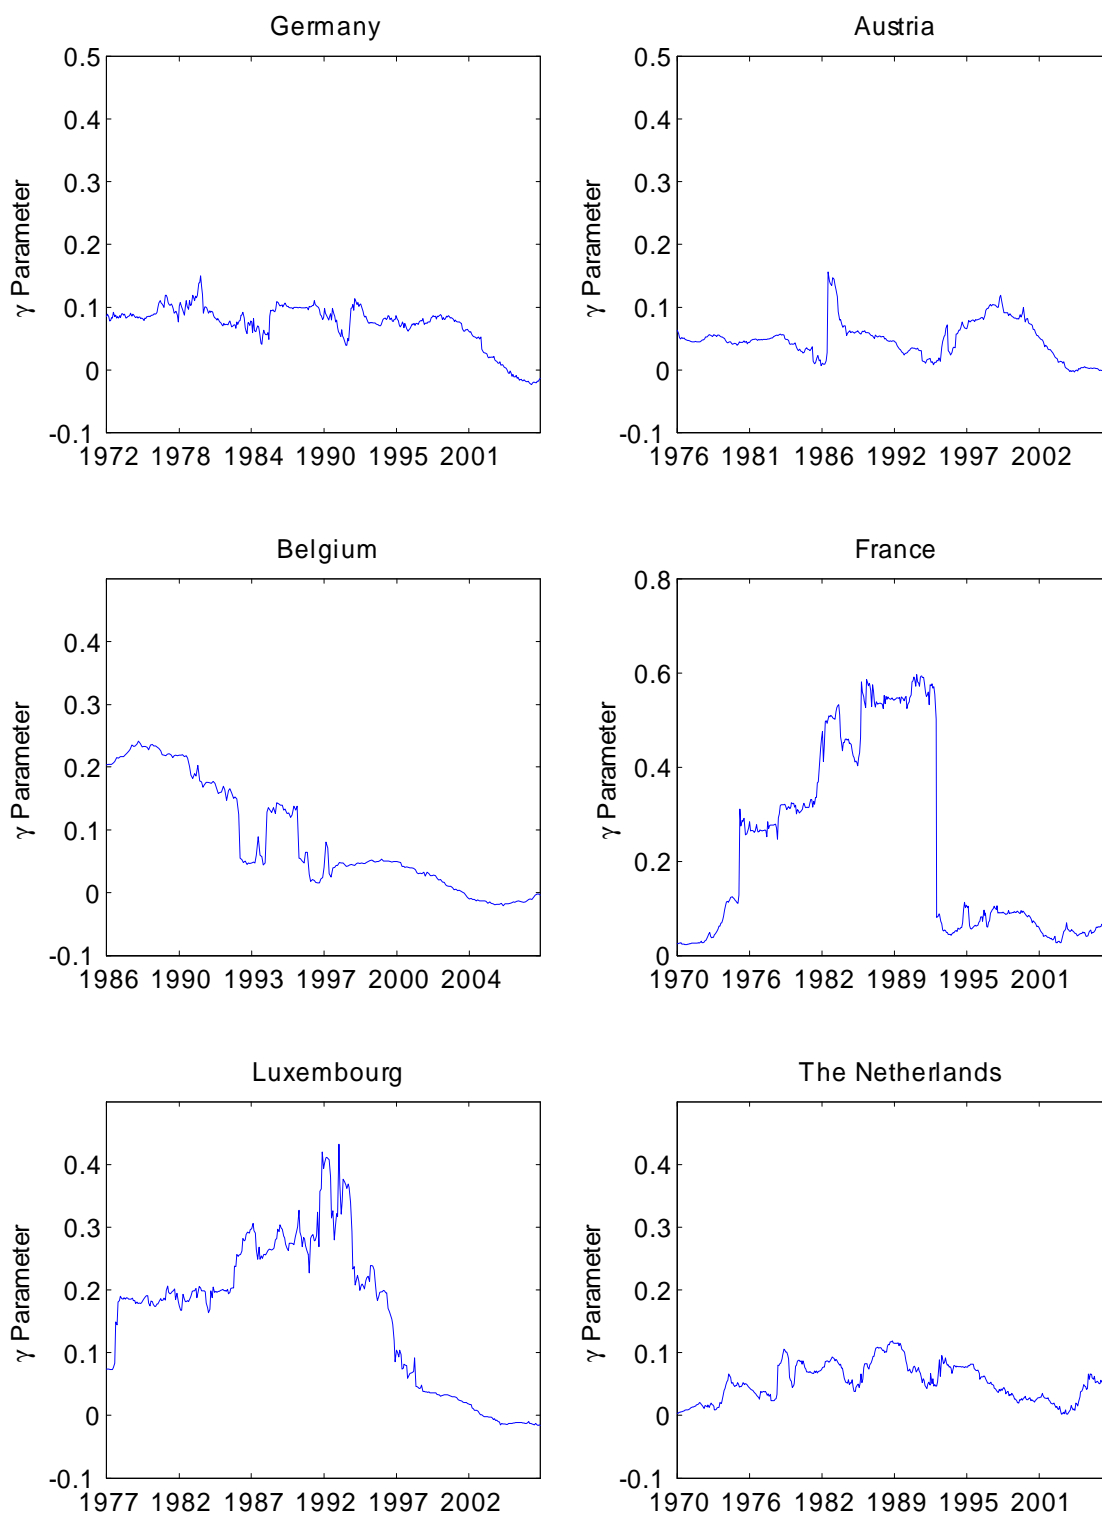 Germany
0.5
0.4
0.3
0.2
0.1
0
-0.1
γ Parameter
1972 1978 1984 1990 1995 2001
Austria
0.5
0.4
0.3
0.2
0.1
0
-0.1
γ Parameter
1976 1981 1986 1992 1997 2002
Belgium
0.4
0.3
0.2
0.1
0
-0.1
γ Parameter
1986 1990 1993 1997 2000 2004
France
0.8
0.6
0.4
0.2
0
γ Parameter
1970 1976 1982 1989 1995 2001
Luxembourg
0.4
0.3
0.2
0.1
0
-0.1
γ Parameter
1977 1982 1987 1992 1997 2002
The Netherlands
0.4
0.3
0.2
0.1
0
-0.1
γ Parameter
1970 1976 1982 1989 1995 2001